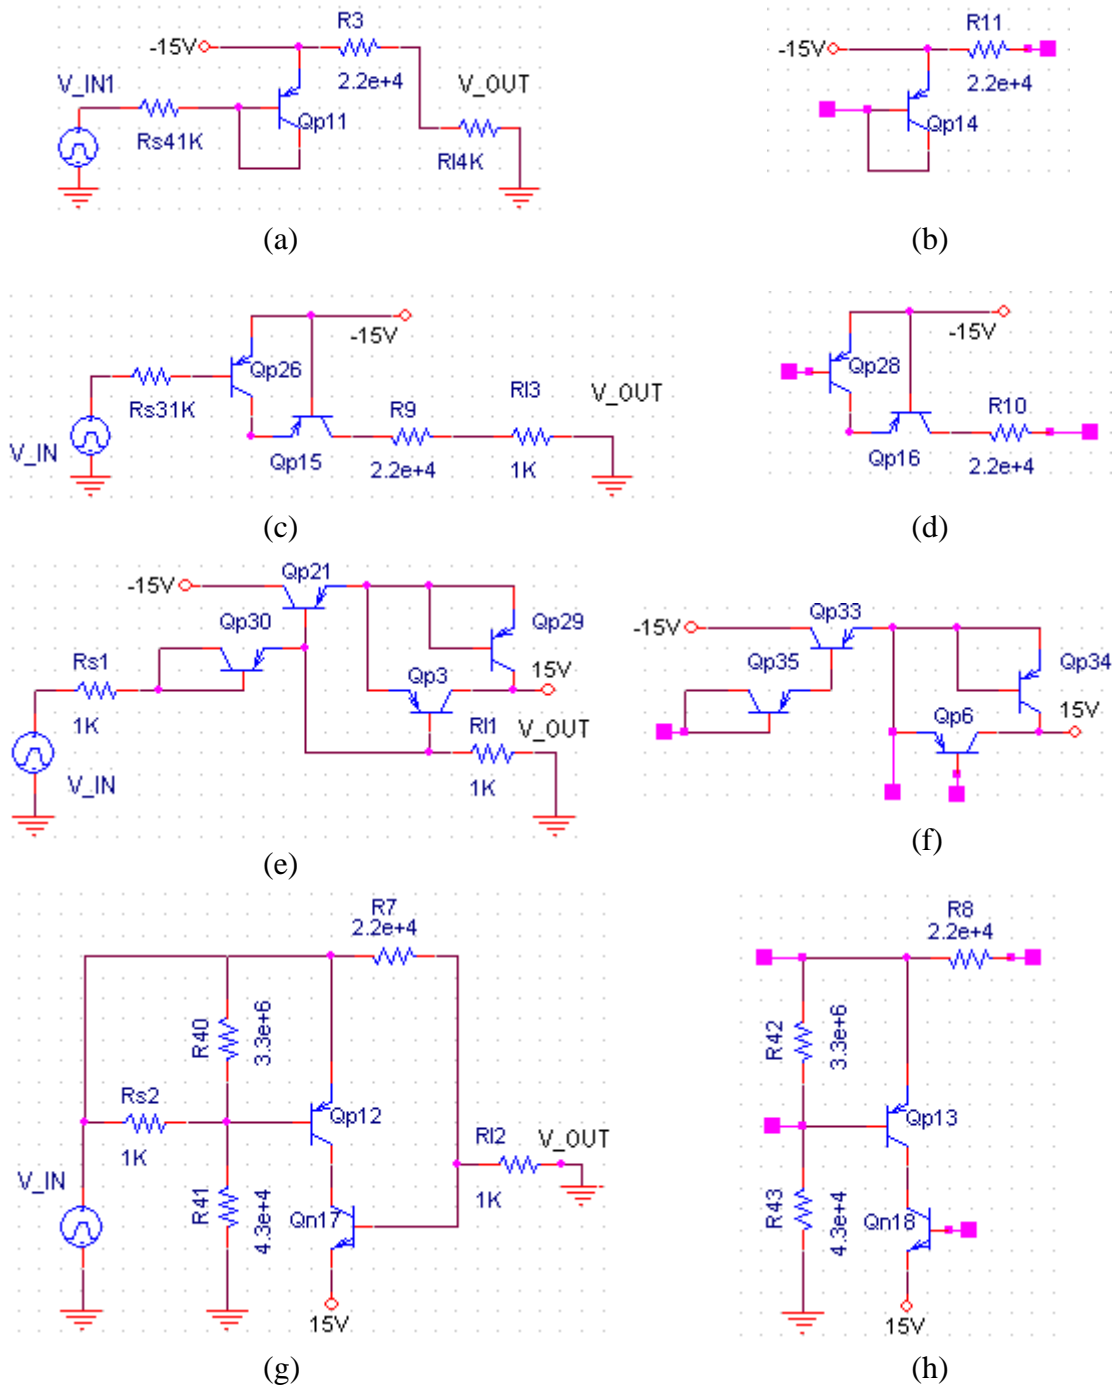 R3
-15V
2.2e+4
V_IN1
V_OUT
Qp11
Rs41K
Rl4K
(a)
R11
-15V
2.2e+4
Qp14
(b)
-15V
Qp26
Rs31K
R9
Rl3
V_OUT
V_IN
Qp15
2.2e+4
1K
(c)
-15V
Qp28
R10
Qp16
2.2e+4
(d)
Qp21
-15V
Qp30
Qp29
Rs1
Qp3
15V
1K
Rl1
V_OUT
V_IN
1K
(e)
Qp33
-15V
Qp35
Qp34
Qp6
15V
(f)
R7
2.2e+4
R40
3.3e+6
Rs2
Qp12
1K
Rl2
V_OUT
V_IN
R41
4.3e+4
Qn17
1K
15V
(g)
R8
2.2e+4
R42
3.3e+6
Qp13
R43
4.3e+4
Qn18
15V
(h)